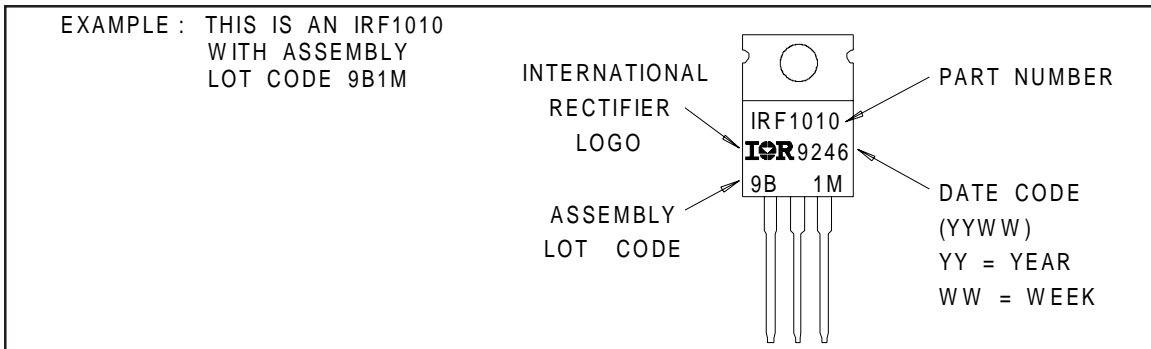 EXAMPLE : THIS IS AN IRF1010
WITH ASSEMBLY
LOT CODE 9B1M
INTERNATIONAL
RECTIFIER
LOGO
ASSEMBLY
LOT CODE
IRF1010
IOR 9246
9B 1M
PART NUMBER
DATE CODE
(YYWW)
YY = YEAR
WW = WEEK